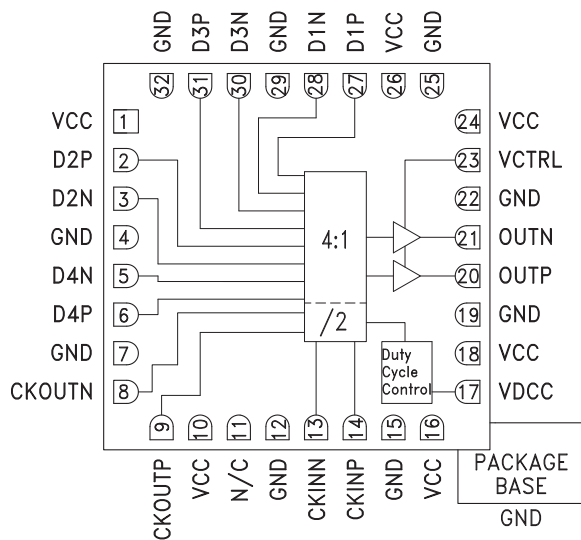 GND
D3P
D3N
GND
D1N
D1P
VCC
GND
32
31
30
29
28
27
26
25
VCC 1
D2P 2
D2N 3
GND 4
D4N 5
D4P 6
GND 7
CKOUTN 8
24 VCC
23 VCTRL
22 GND
21 OUTN
20 OUTP
19 GND
18 VCC
17 VDCC
4:1
/2
Duty
Cycle
Control
9
10
11
12
13
14
15
16
CKOUTP
VCC
N/C
GND
CKINN
CKINP
GND
VCC
PACKAGE
BASE
GND